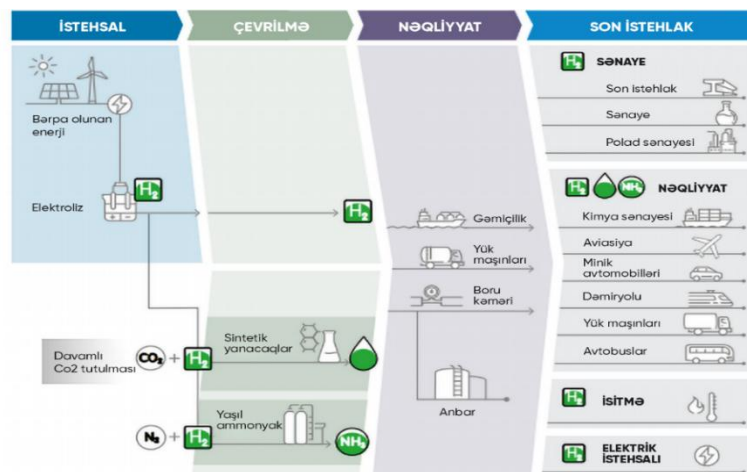 İSTEHSAL
ÇEVRİLMƏ
NƏQLİYYAT
SON İSTEHLAK
Bərpa olunan
enerji
Elektroliz
H₂
H₂
Davamlı
Co2 tutulması
CO₂ + H₂
Sintetik
yanacaqlar
N₂ + H₂
Yaşıl
ammonyak
NH₃
Gəmiçilik
Yük
maşınları
Boru
kəməri
Anbar
H₂ SƏNAYE
Son istehlak
Sənaye
Polad sənayesi
H₂ NH₃ NƏQLİYYAT
Kimya sənayesi
Aviasiya
Minik
avtomobilləri
Dəmiryolu
Yük maşınları
Avtobuslar
H₂ İSİTMƏ
H₂ ELEKTRİK
İSTEHSALI